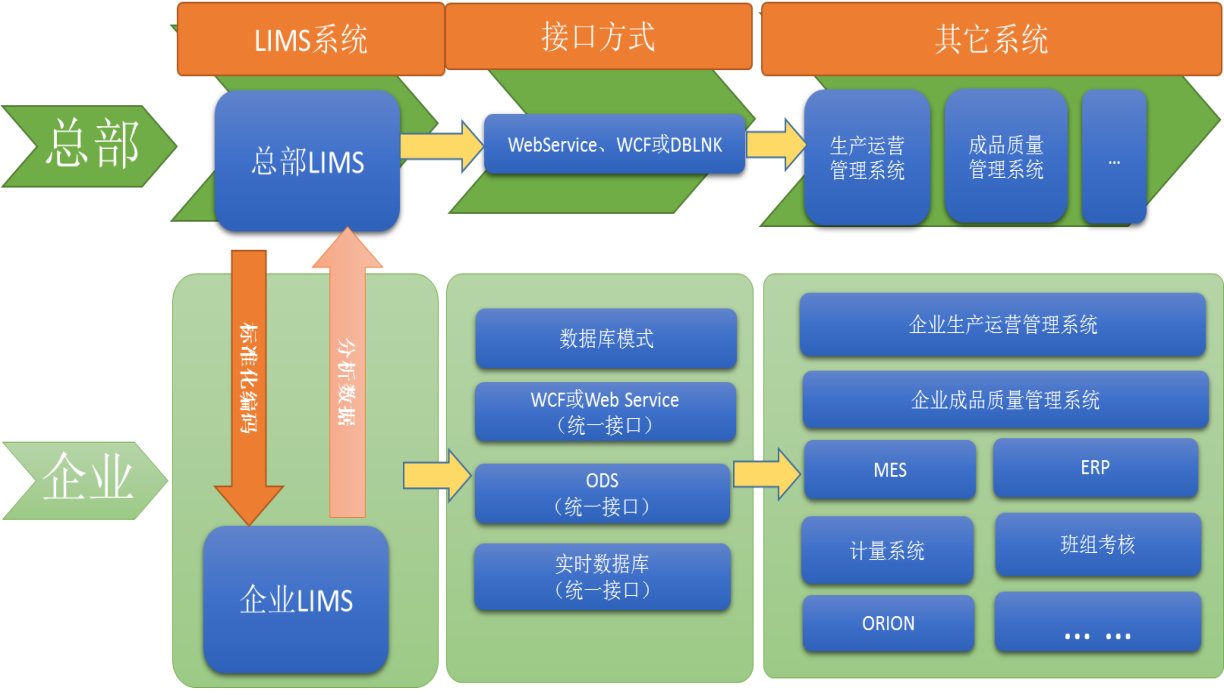 LIMS系统
接口方式
其它系统
总部
总部LIMS
WebService、WCF或DBLNK
生产运营
管理系统
成品质量
管理系统
...
标准化编码
分析数据
企业
企业LIMS
数据库模式
WCF或Web Service
（统一接口）
ODS
（统一接口）
实时数据库
（统一接口）
企业生产运营管理系统
企业成品质量管理系统
MES
ERP
计量系统
班组考核
ORION
... ...